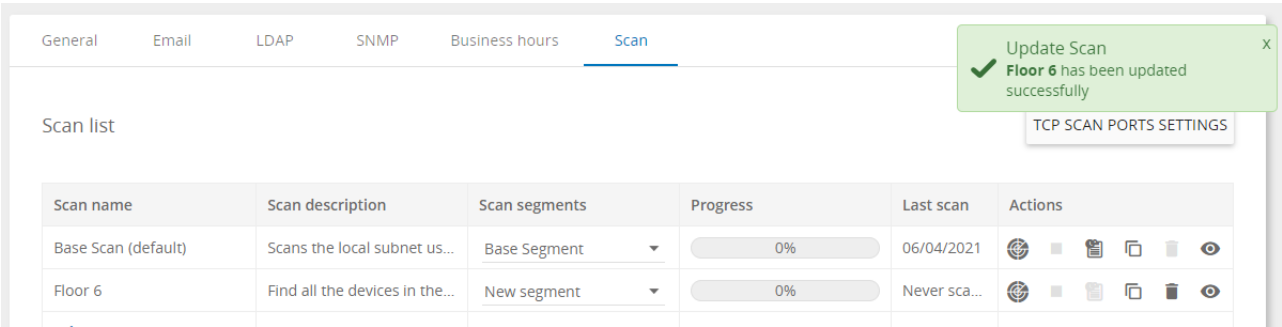 General Email LDAP SNMP Business hours Scan
Update Scan X
Floor 6 has been updated
successfully
Scan list
TCP SCAN PORTS SETTINGS
Scan name Scan description Scan segments Progress Last scan Actions
Base Scan (default) Scans the local subnet us... Base Segment 0% 06/04/2021
Floor 6 Find all the devices in the... New segment 0% Never sca...